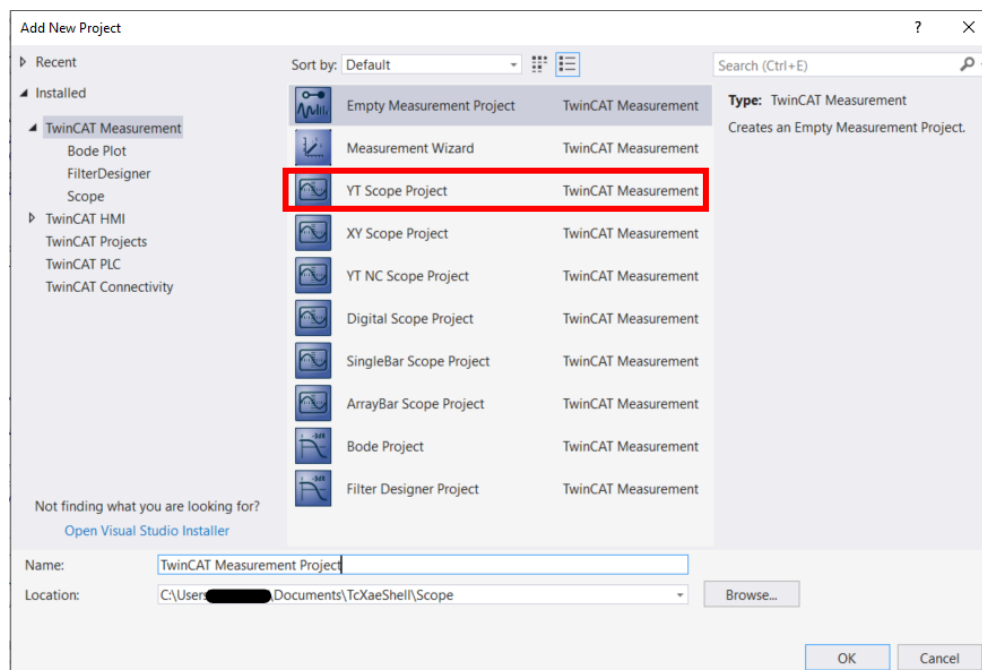 Add New Project
?
Recent
Installed
TwinCAT Measurement
Bode Plot
FilterDesigner
Scope
TwinCAT HMI
TwinCAT Projects
TwinCAT PLC
TwinCAT Connectivity
Not finding what you are looking for?
Open Visual Studio Installer
Sort by: Default
Empty Measurement Project TwinCAT Measurement
Measurement Wizard TwinCAT Measurement
YT Scope Project TwinCAT Measurement
XY Scope Project TwinCAT Measurement
YT NC Scope Project TwinCAT Measurement
Digital Scope Project TwinCAT Measurement
SingleBar Scope Project TwinCAT Measurement
ArrayBar Scope Project TwinCAT Measurement
Bode Project TwinCAT Measurement
Filter Designer Project TwinCAT Measurement
Search (Ctrl+E)
Type: TwinCAT Measurement
Creates an Empty Measurement Project.
Name: TwinCAT Measurement Project
Location: C:\Users \Documents\TcXaeShell\Scope
Browse...
OK Cancel